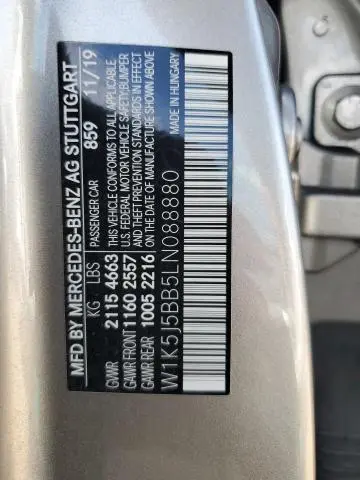 MFD BY MERCEDES-BENZ AG STUTTGART
KG LBS PASSENGER CAR 859 11/19
GVWR 2115 4663 THIS VEHICLE CONFORMS TO ALL APPLICABLE
GAWR FRONT 1160 2557 U.S. FEDERAL MOTOR VEHICLE SAFETY, BUMPER
GAWR REAR 1005 2216 AND THEFT PREVENTION STANDARDS IN EFFECT
ON DATE OF MANUFACTURE SHOWN ABOVE
W1K5J5BB5LN088880 MADE IN HUNGARY